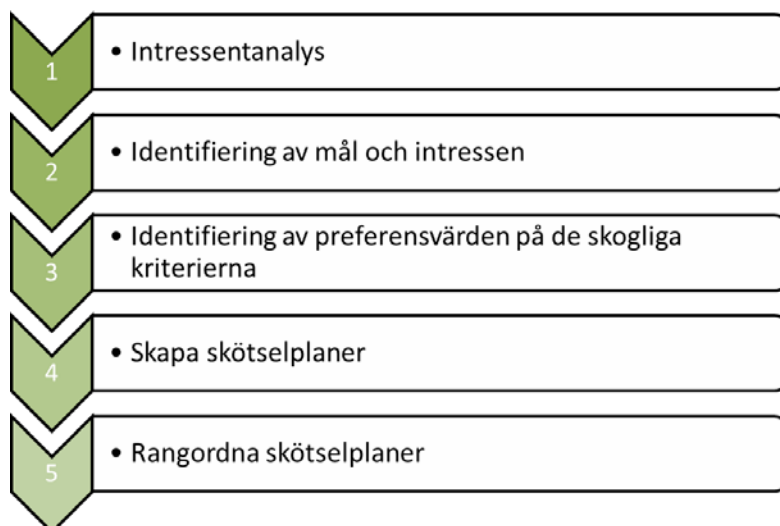 1
• Intressentanalys
2
• Identifiering av mål och intressen
3
• Identifiering av preferensvärden på de skogliga
kriterierna
4
• Skapa skötselplaner
5
• Rangordna skötselplaner